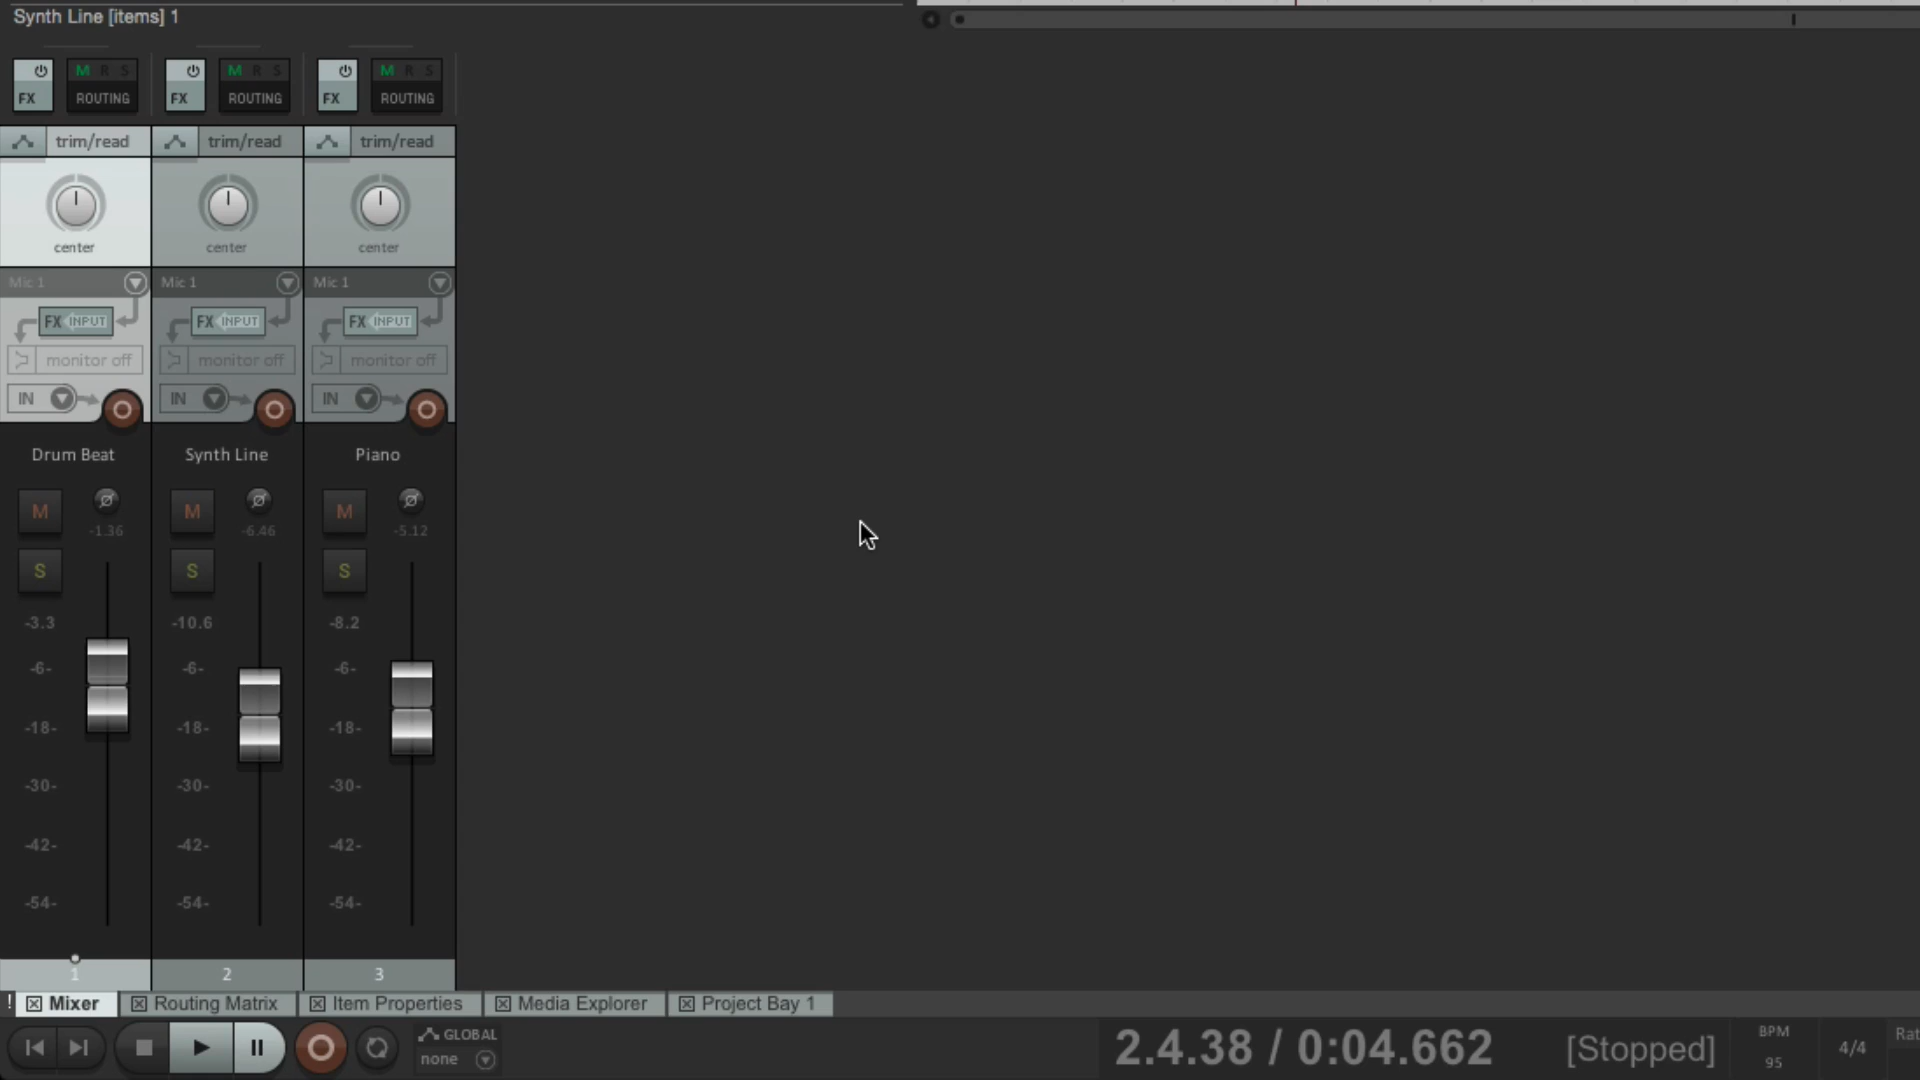 Synth Line [items] 1
FX M R S ROUTING FX M R S ROUTING FX M R S ROUTING
trim/read trim/read trim/read
center center center
Mic 1 Mic 1 Mic 1
FX INPUT FX INPUT FX INPUT
monitor off monitor off monitor off
IN IN IN
Drum Beat Synth Line Piano
M Ø M Ø M Ø
-1.36 -6.46 -5.12
S S S
-3.3 -10.6 -8.2
-6- -6- -6-
-18- -18- -18-
-30- -30- -30-
-42- -42- -42-
-54- -54- -54-
1 2 3
! Mixer Routing Matrix Item Properties Media Explorer Project Bay 1
GLOBAL
none
2.4.38 / 0:04.662 [Stopped]
BPM
95
4/4
Rat